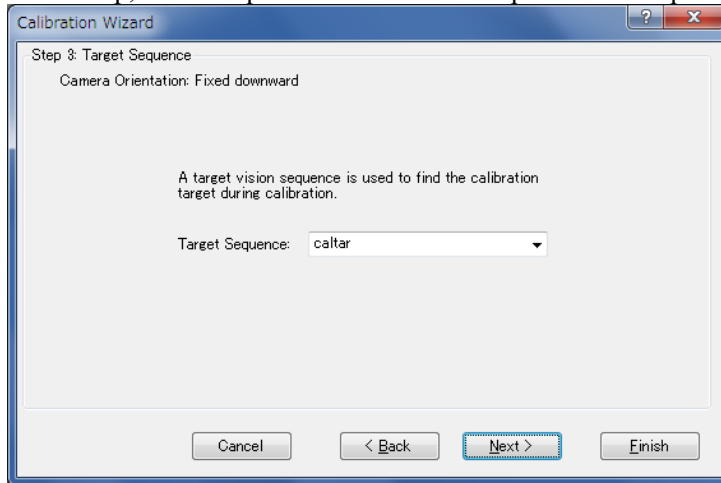 Calibration Wizard
?
X
Step 3: Target Sequence
Camera Orientation: Fixed downward
A target vision sequence is used to find the calibration
target during calibration.
Target Sequence: caltar
Cancel < Back Next > Finish